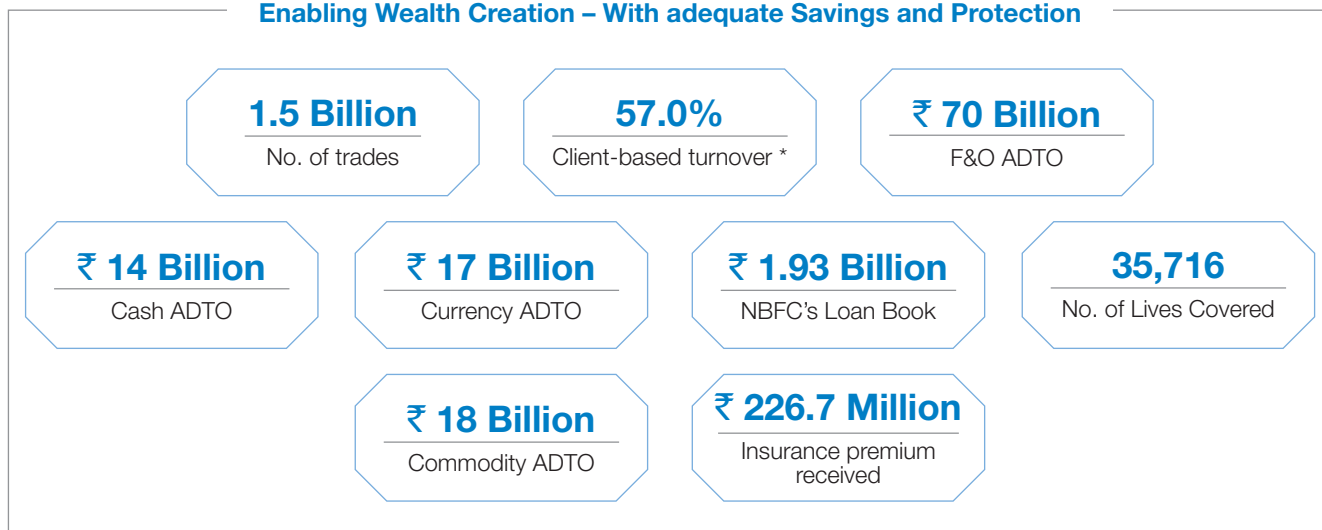 Enabling Wealth Creation – With adequate Savings and Protection
1.5 Billion
No. of trades
57.0%
Client-based turnover *
₹ 70 Billion
F&O ADTO
₹ 14 Billion
Cash ADTO
₹ 17 Billion
Currency ADTO
₹ 1.93 Billion
NBFC’s Loan Book
35,716
No. of Lives Covered
₹ 18 Billion
Commodity ADTO
₹ 226.7 Million
Insurance premium
received